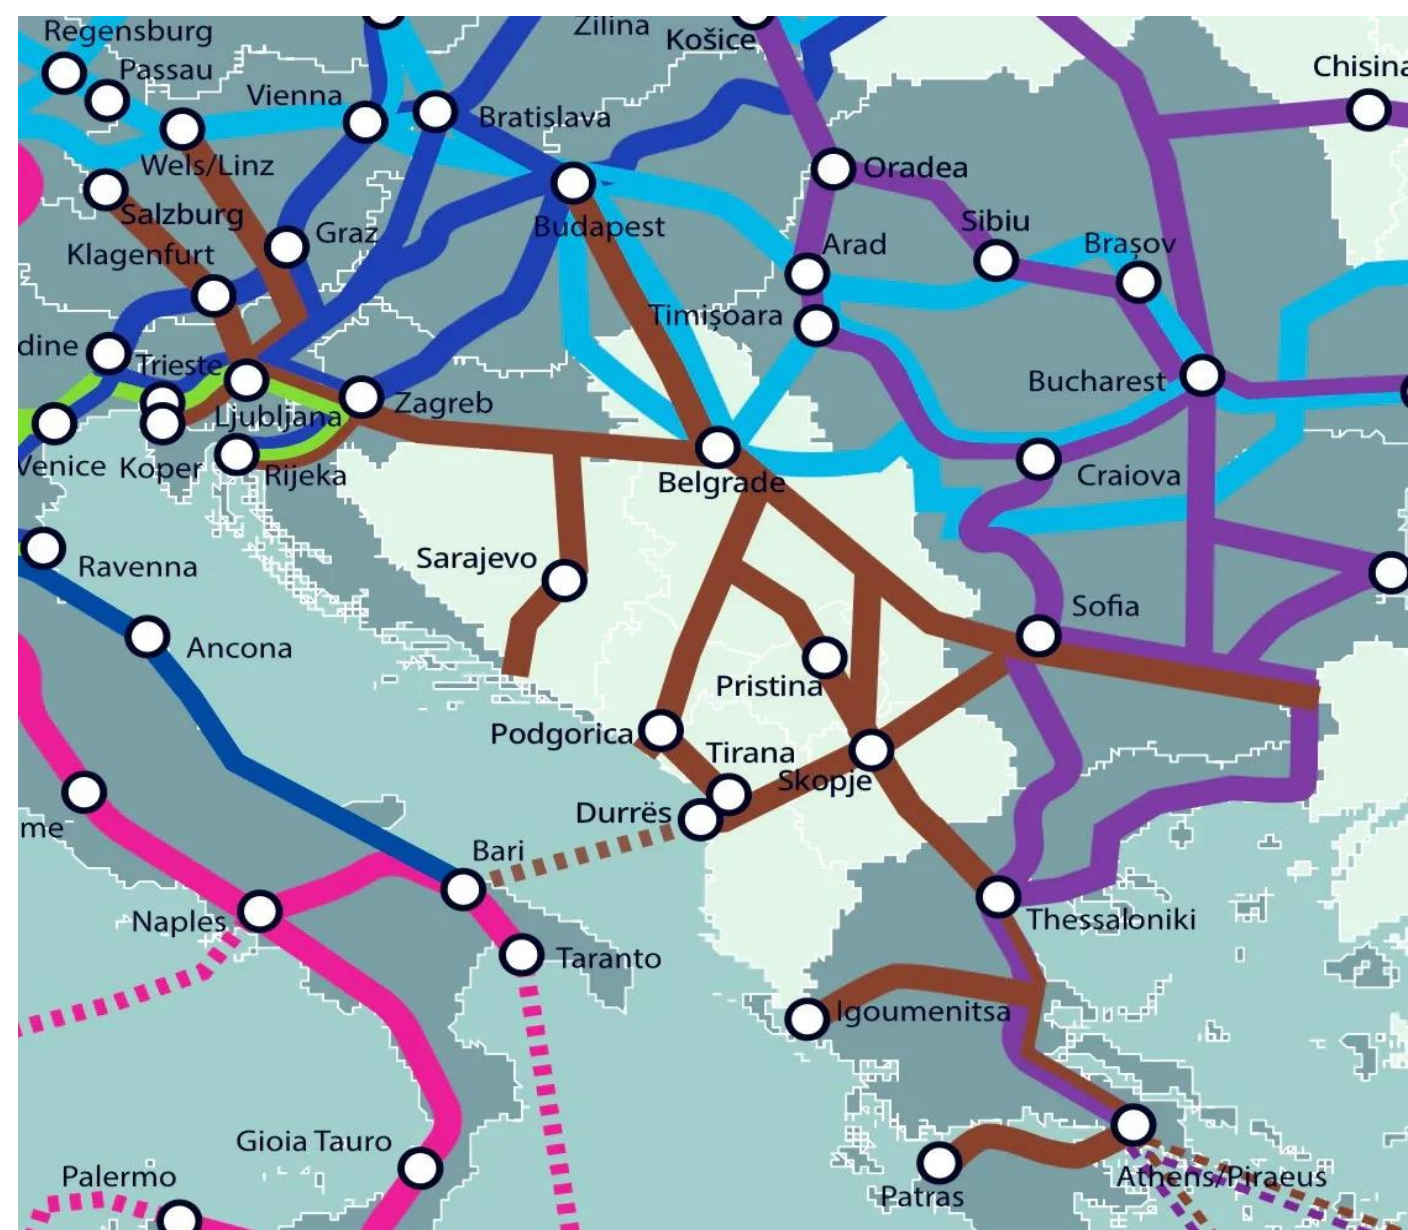 Regensburg
Žilina
Košice
Passau
Vienna
Bratislava
Wels/Linz
Oradea
Salzburg
Klagenfurt
Graz
Budapest
Arad
Sibiu
Brașov
Timișoara
dine
Trieste
Ljubljana
Zagreb
Bucharest
Venice
Koper
Rijeka
Belgrade
Craiova
Ravenna
Sarajevo
Sofia
Ancona
Pristina
Podgorica
Tirana
Skopje
Durrës
me
Bari
Naples
Thessaloniki
Taranto
Igoumenitsa
Gioia Tauro
Palermo
Patras
Athens/Piraeus